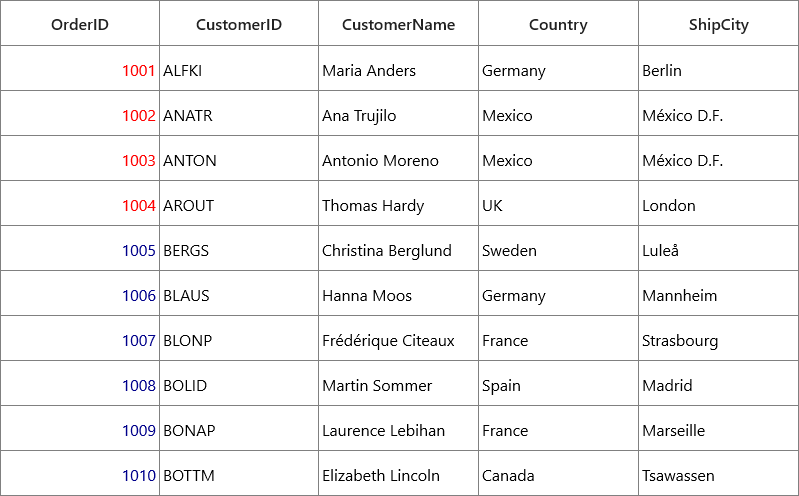 OrderID CustomerID CustomerName Country ShipCity
1001 ALFKI Maria Anders Germany Berlin
1002 ANATR Ana Trujilo Mexico México D.F.
1003 ANTON Antonio Moreno Mexico México D.F.
1004 AROUT Thomas Hardy UK London
1005 BERGS Christina Berglund Sweden Luleå
1006 BLAUS Hanna Moos Germany Mannheim
1007 BLONP Frédérique Citeaux France Strasbourg
1008 BOLID Martin Sommer Spain Madrid
1009 BONAP Laurence Lebihan France Marseille
1010 BOTTM Elizabeth Lincoln Canada Tsawassen